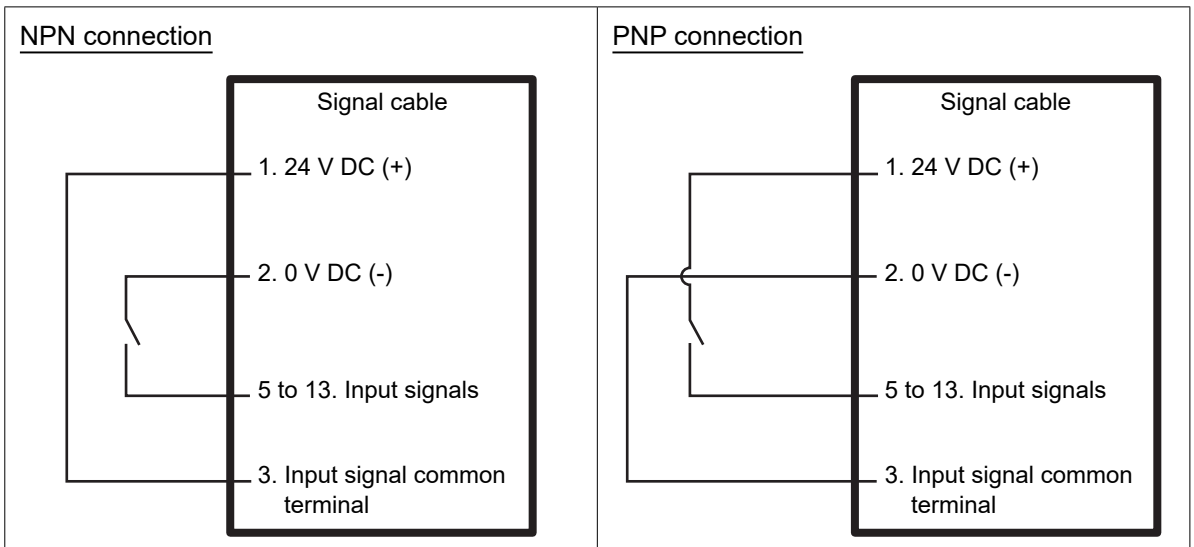 NPN connection
Signal cable
1. 24 V DC (+)
2. 0 V DC (-)
5 to 13. Input signals
3. Input signal common
terminal
PNP connection
Signal cable
1. 24 V DC (+)
2. 0 V DC (-)
5 to 13. Input signals
3. Input signal common
terminal